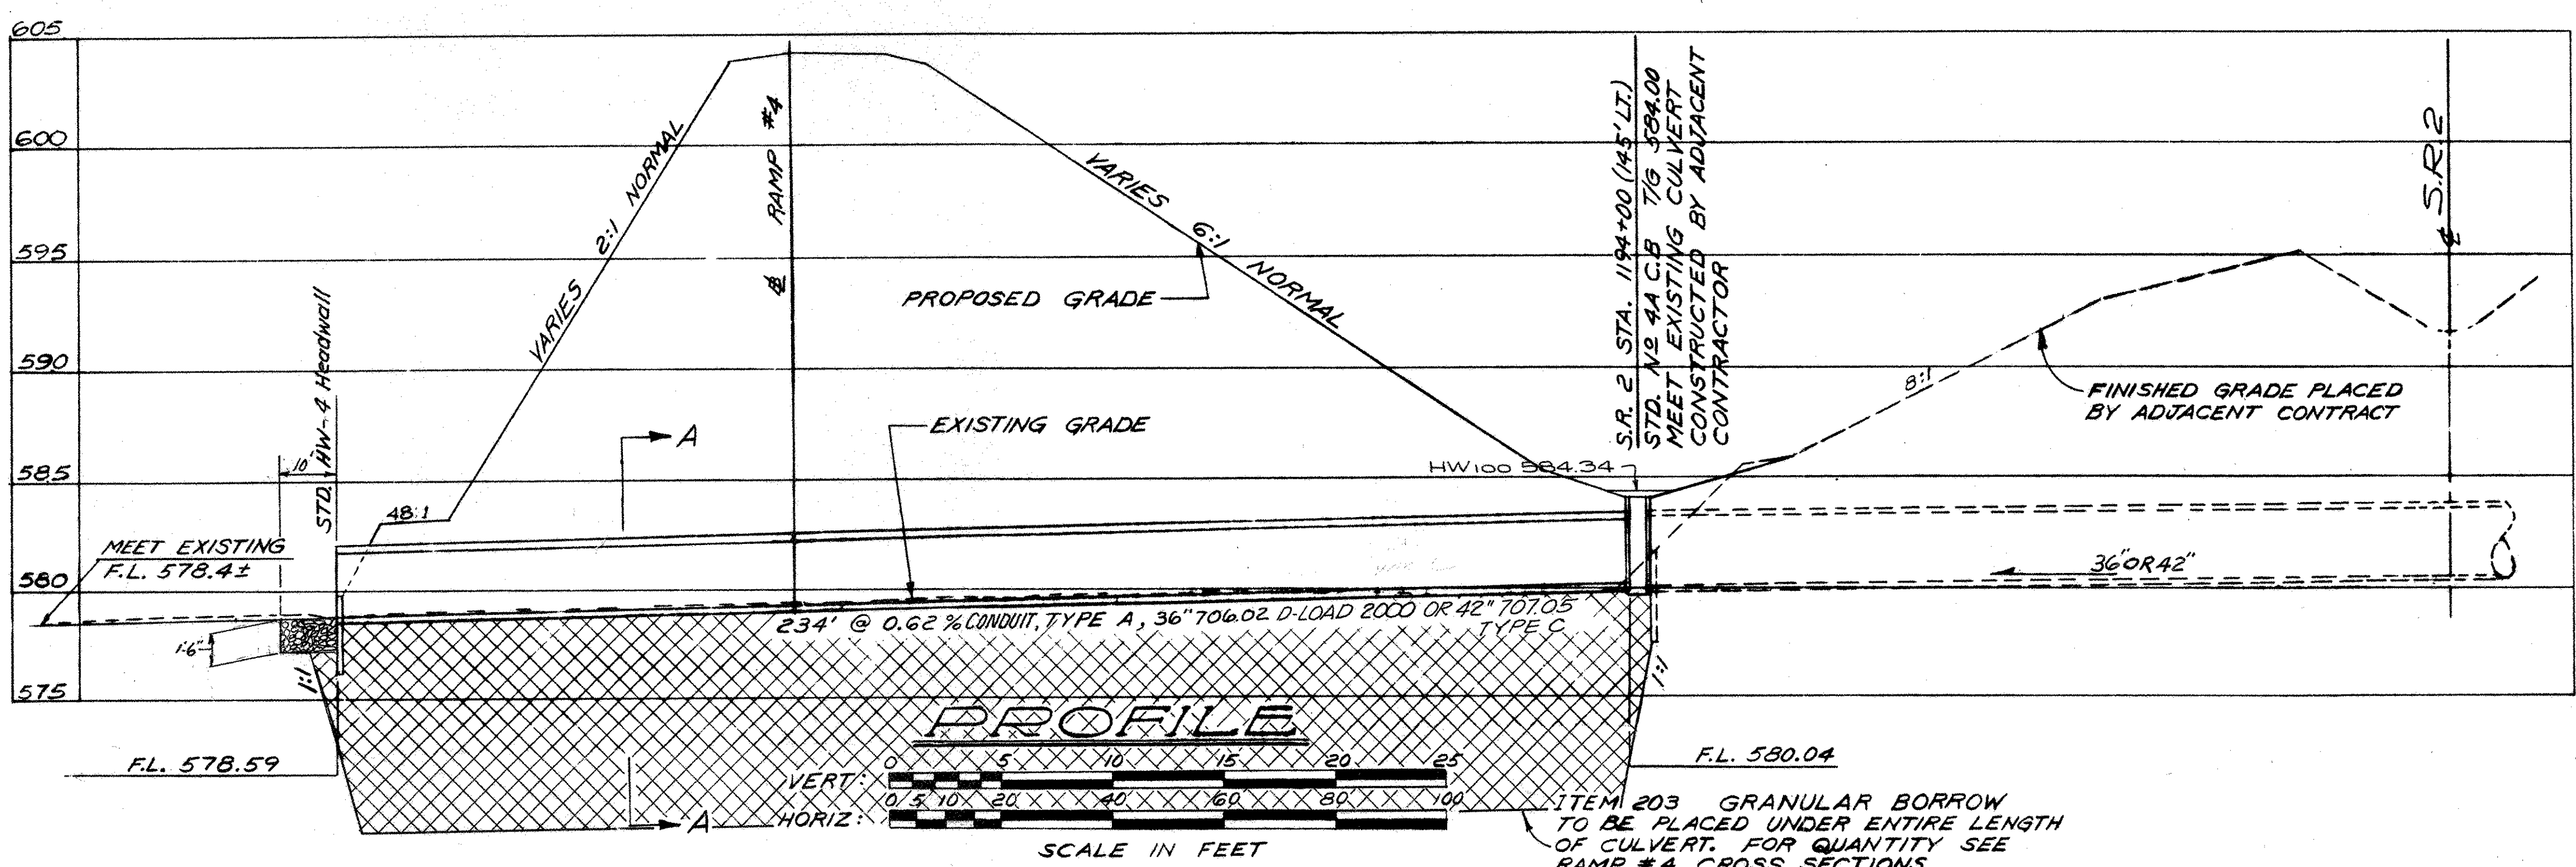 605
600
595
590
585
580
575
STD. HW-4 Headwall
10'
VARIES 2:1 NORMAL
℄ RAMP #4
VARIES 6:1 NORMAL
PROPOSED GRADE
S.R. 2 STA. 1194+00 (145' LT.)
STD. Nº 4A C.B T/G 584.00
MEET EXISTING CULVERT
CONSTRUCTED BY ADJACENT
CONTRACTOR
℄ S.R. 2
8:1
FINISHED GRADE PLACED
BY ADJACENT CONTRACT
EXISTING GRADE
A
HW100 584.34
48:1
MEET EXISTING
F.L. 578.4±
36" OR 42"
234' @ 0.62 % CONDUIT, TYPE A, 36" 706.02 D-LOAD 2000 OR 42" 707.05
TYPE C
1'-6"
1:1
1:1
PROFILE
F.L. 578.59
F.L. 580.04
VERT: 0 5 10 15 20 25
HORIZ: 0 5 10 20 40 60 80 100
A
SCALE IN FEET
ITEM 203 GRANULAR BORROW
TO BE PLACED UNDER ENTIRE LENGTH
OF CULVERT. FOR QUANTITY SEE
RAMP #4 CROSS SECTIONS